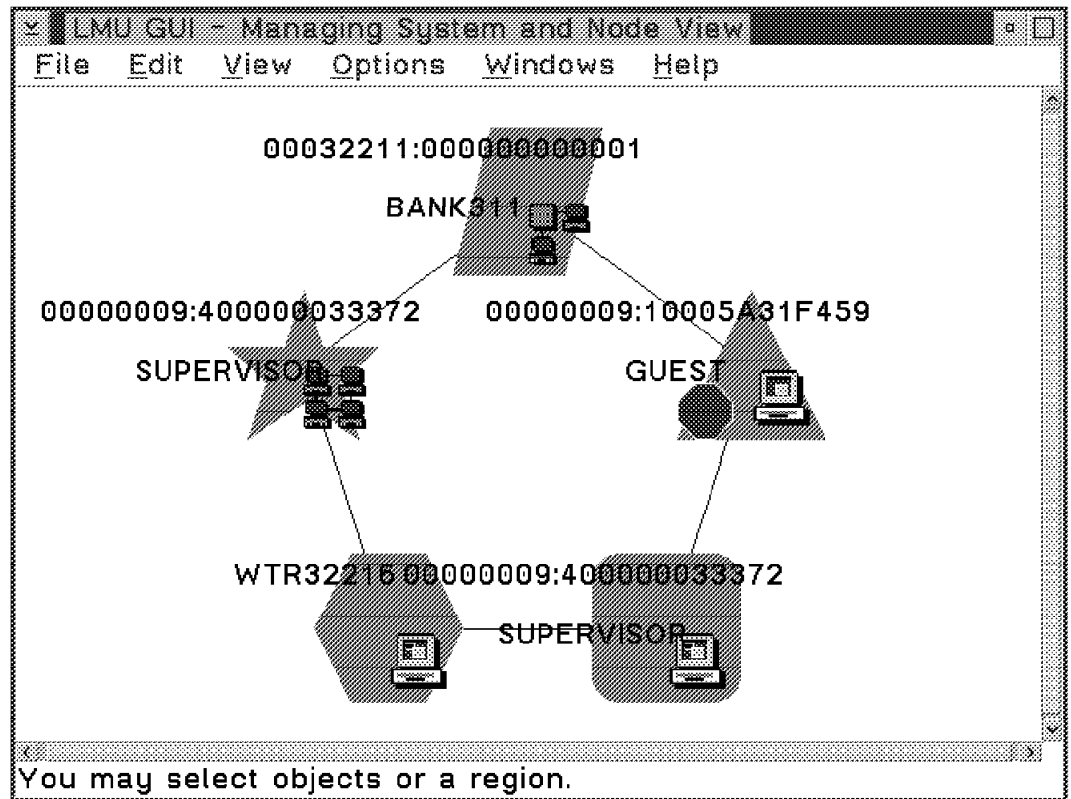 LMU GUI - Managing System and Node View
File Edit View Options Windows Help
00032211:000000000001
BANK311
00000009:400000033372 00000009:10005A31F459
SUPERVISOR GUEST
WTR32216 00000009:400000033372
SUPERVISOR
You may select objects or a region.